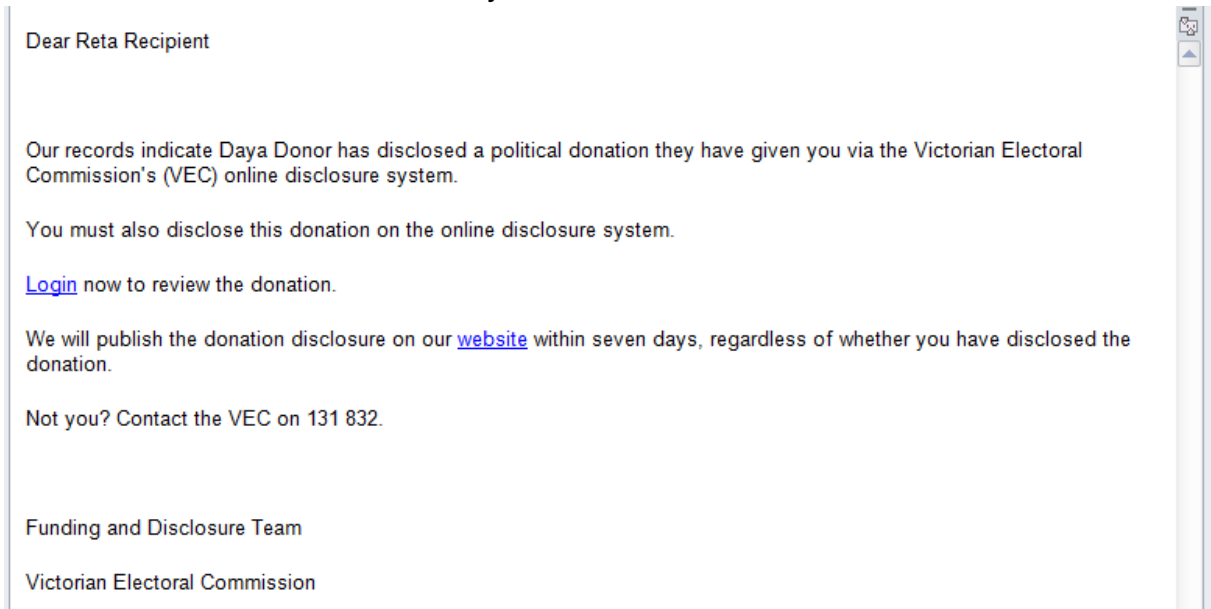 Dear Reta Recipient
Our records indicate Daya Donor has disclosed a political donation they have given you via the Victorian Electoral
Commission's (VEC) online disclosure system.
You must also disclose this donation on the online disclosure system.
Login now to review the donation.
We will publish the donation disclosure on our website within seven days, regardless of whether you have disclosed the
donation.
Not you? Contact the VEC on 131 832.
Funding and Disclosure Team
Victorian Electoral Commission